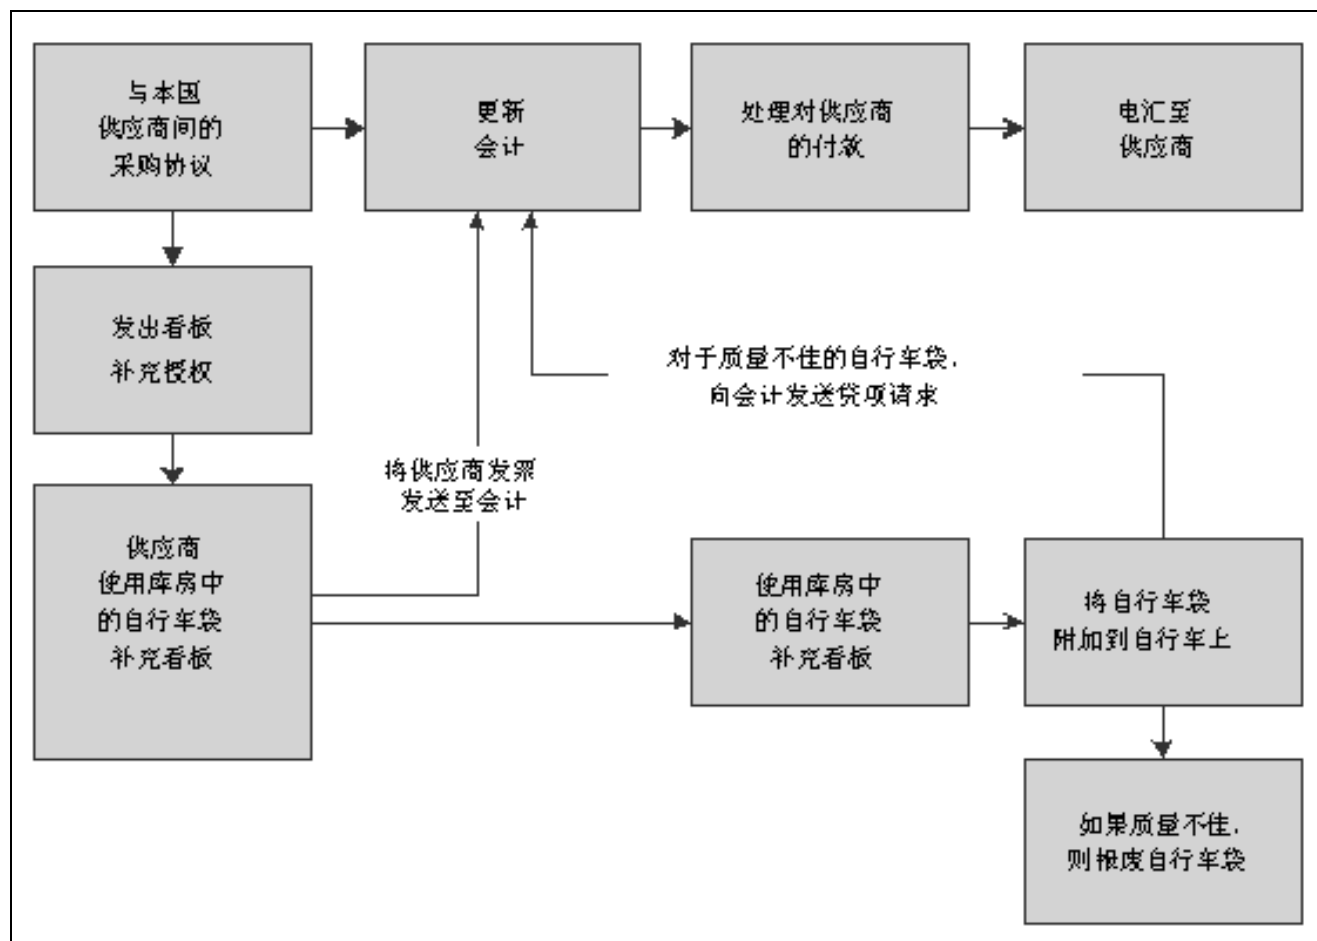 与本国
供应商间的
采购协议
更新
会计
处理对供应商
的付款
电汇至
供应商
发出看板
补充授权
对于质量不佳的自行车袋，
向会计发送贷项请求
将供应商发票
发送至会计
供应商
使用库房中
的自行车袋
补充看板
使用库房中
的自行车袋
补充看板
将自行车袋
附加到自行车上
如果质量不佳，
则报废自行车袋